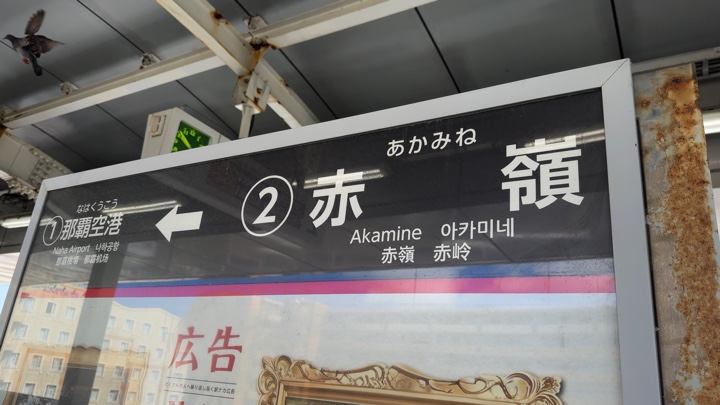 あかみね
② 赤嶺
Akamine 아카미네
赤嶺 赤岭
なはくうこう
① 那覇空港
Naha Airport 나하공항
那霸機場 那霸机场
広告